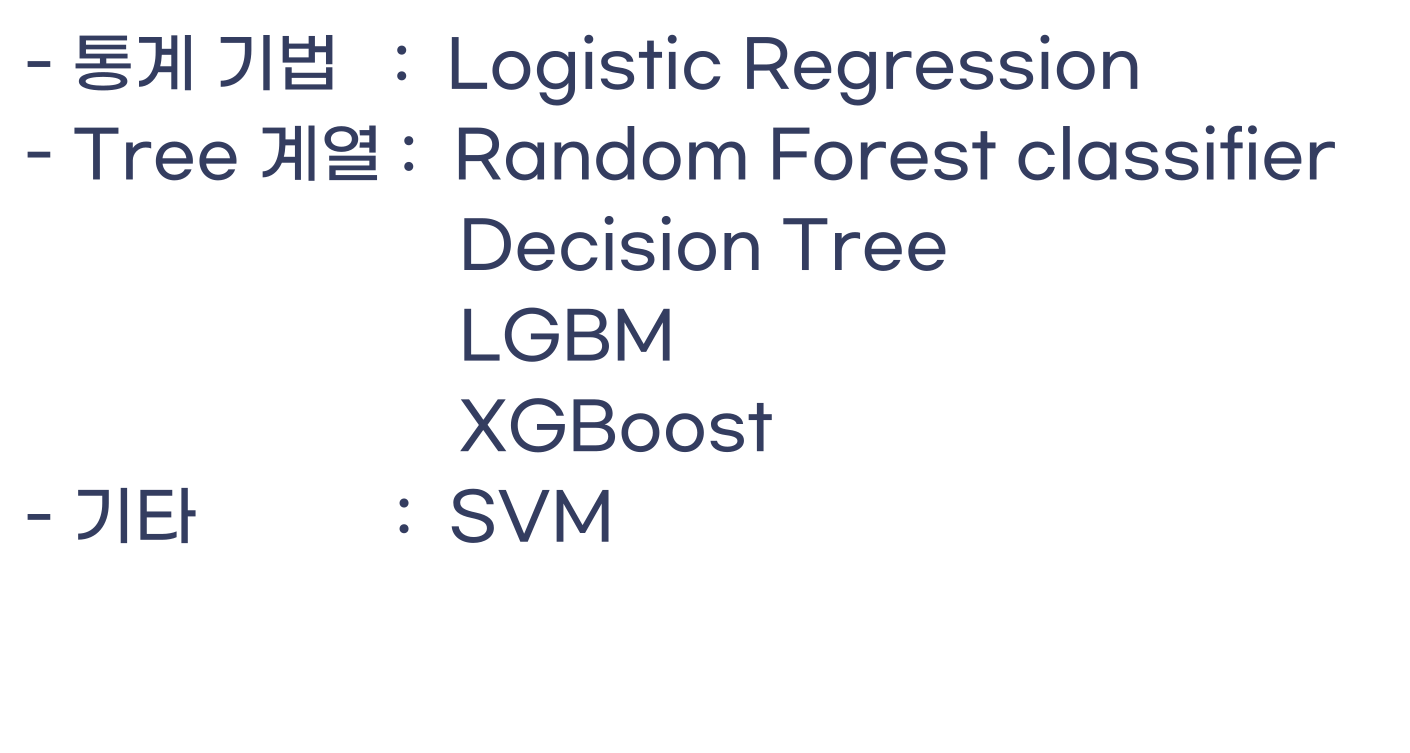 - 통계 기법 : Logistic Regression
- Tree 계열 : Random Forest classifier
Decision Tree
LGBM
XGBoost
- 기타 : SVM